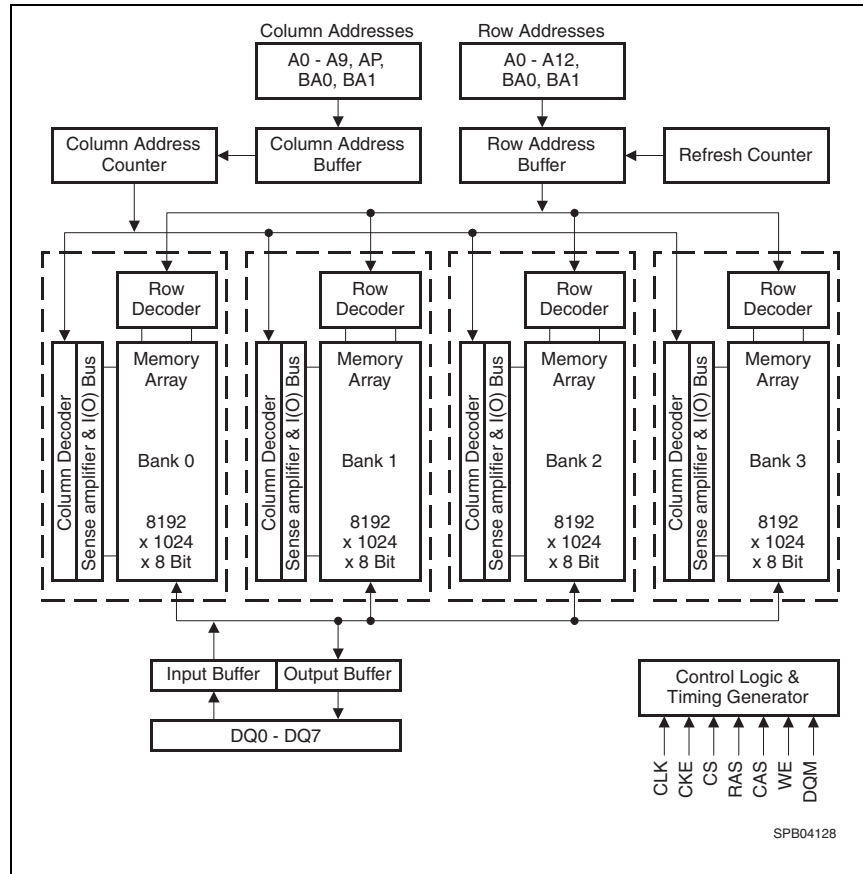 Column Addresses
Row Addresses
A0 - A9, AP,
BA0, BA1
A0 - A12,
BA0, BA1
Column Address
Counter
Column Address
Buffer
Row Address
Buffer
Refresh Counter
Row
Decoder
Row
Decoder
Row
Decoder
Row
Decoder
Column Decoder
Sense amplifier & I(O) Bus
Memory
Array
Bank 0
8192
x 1024
x 8 Bit
Column Decoder
Sense amplifier & I(O) Bus
Memory
Array
Bank 1
8192
x 1024
x 8 Bit
Column Decoder
Sense amplifier & I(O) Bus
Memory
Array
Bank 2
8192
x 1024
x 8 Bit
Column Decoder
Sense amplifier & I(O) Bus
Memory
Array
Bank 3
8192
x 1024
x 8 Bit
Input Buffer
Output Buffer
DQ0 - DQ7
Control Logic &
Timing Generator
CLK
CKE
CS
RAS
CAS
WE
DQM
SPB04128